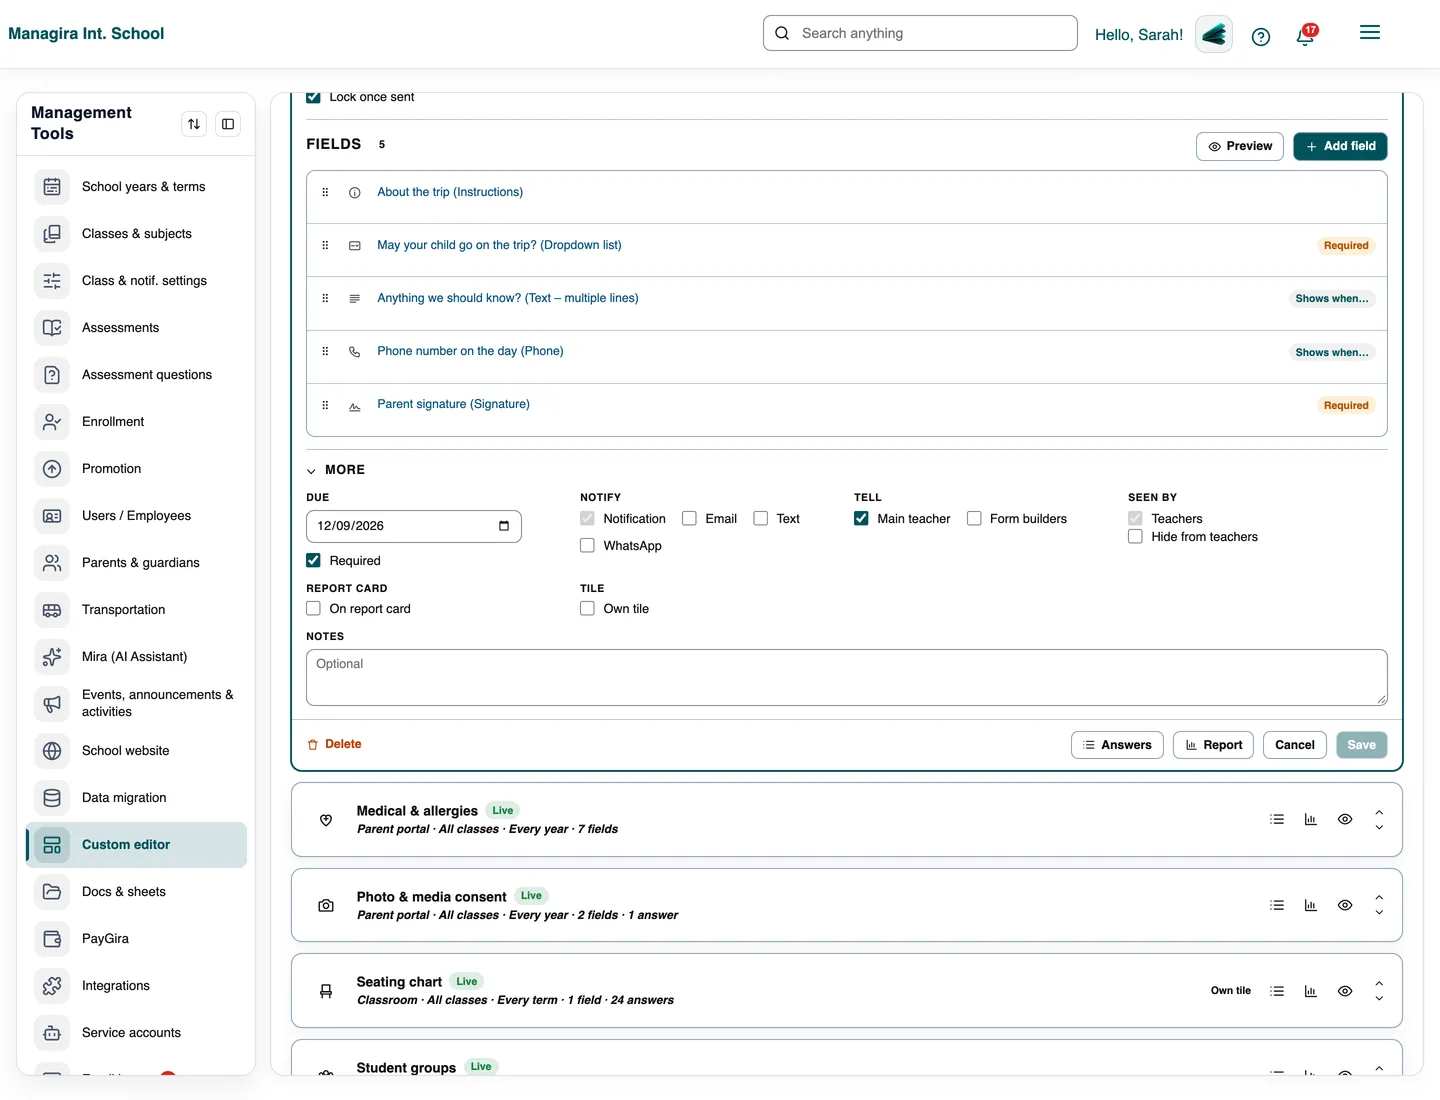 Managira Int. School
Search anything
Hello, Sarah!
17
Management
Tools
School years & terms
Classes & subjects
Class & notif. settings
Assessments
Assessment questions
Enrollment
Promotion
Users / Employees
Parents & guardians
Transportation
Mira (AI Assistant)
Events, announcements &
activities
School website
Data migration
Custom editor
Docs & sheets
PayGira
Integrations
Service accounts
Lock once sent
FIELDS 5
Preview
Add field
About the trip (Instructions)
May your child go on the trip? (Dropdown list)
Required
Anything we should know? (Text – multiple lines)
Shows when...
Phone number on the day (Phone)
Shows when...
Parent signature (Signature)
Required
MORE
DUE
12/09/2026
Required
NOTIFY
Notification
Email
Text
WhatsApp
TELL
Main teacher
Form builders
SEEN BY
Teachers
Hide from teachers
REPORT CARD
On report card
TILE
Own tile
NOTES
Optional
Delete
Answers
Report
Cancel
Save
Medical & allergies Live
Parent portal · All classes · Every year · 7 fields
Photo & media consent Live
Parent portal · All classes · Every year · 2 fields · 1 answer
Seating chart Live
Classroom · All classes · Every term · 1 field · 24 answers
Own tile
Student groups Live